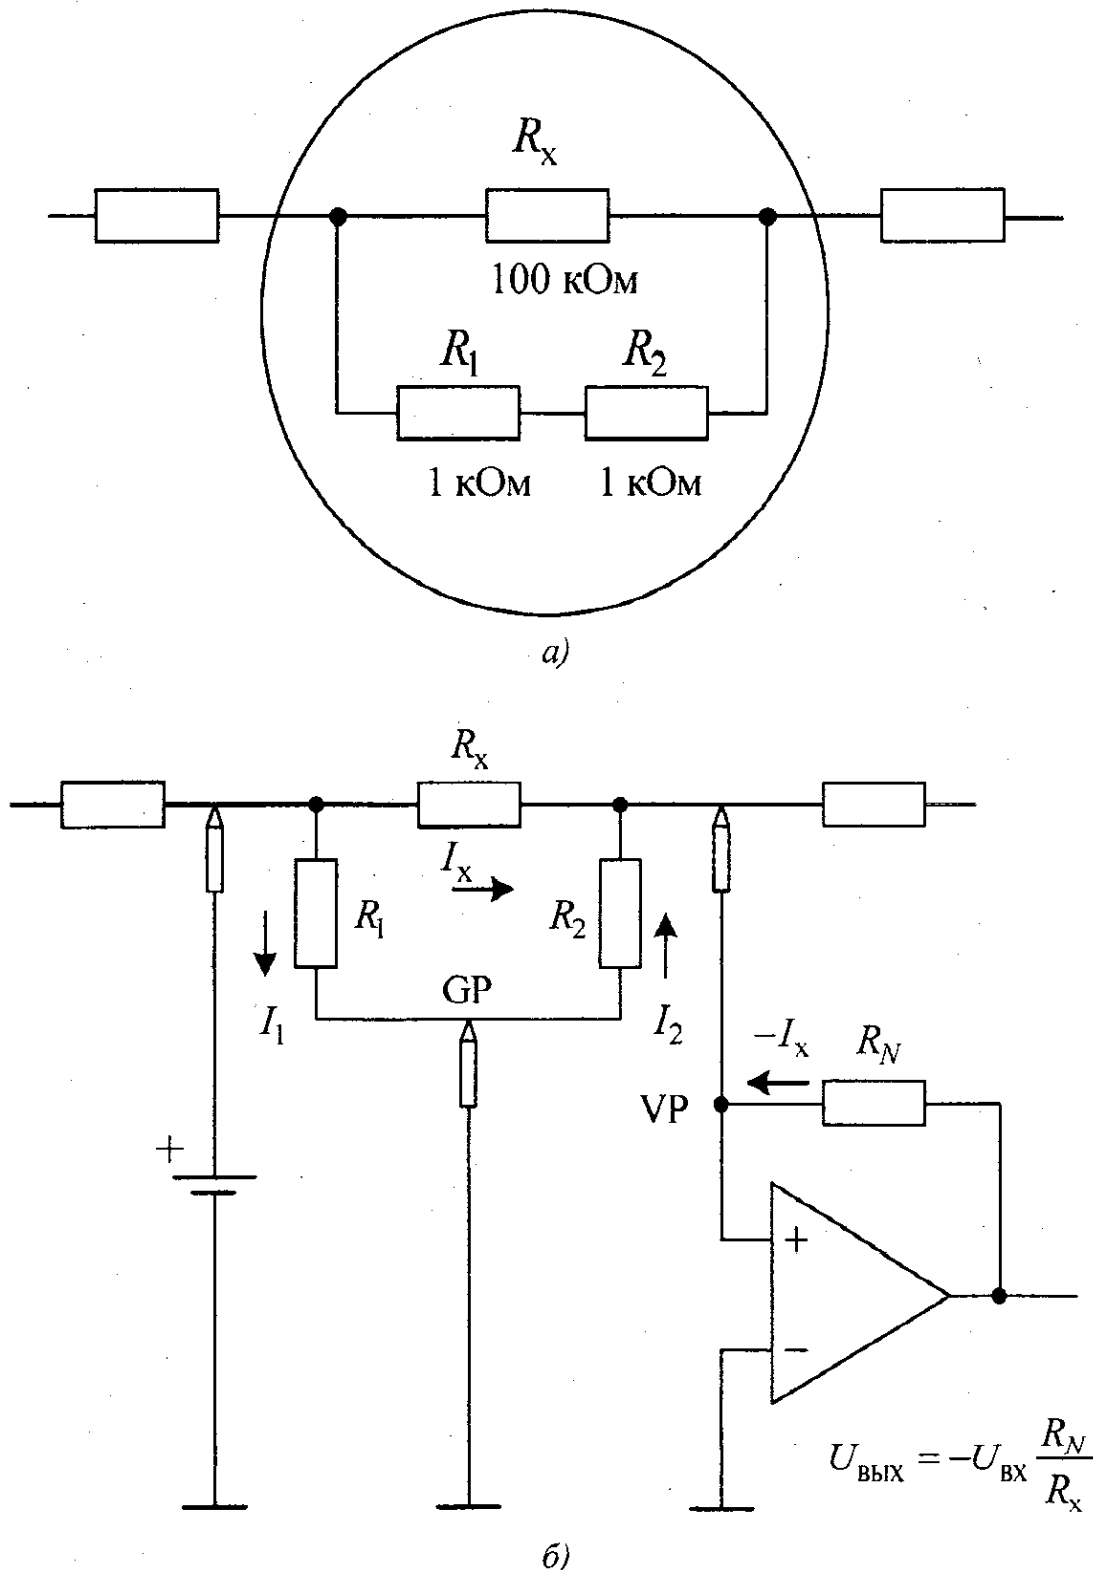 Rx
100 кОм
R1 R2
1 кОм 1 кОм
а)
Rx
Ix
R1 R2
GP
I1 I2
−Ix RN
VP
+
+
−
Uвых = −Uвх RN/Rx
б)